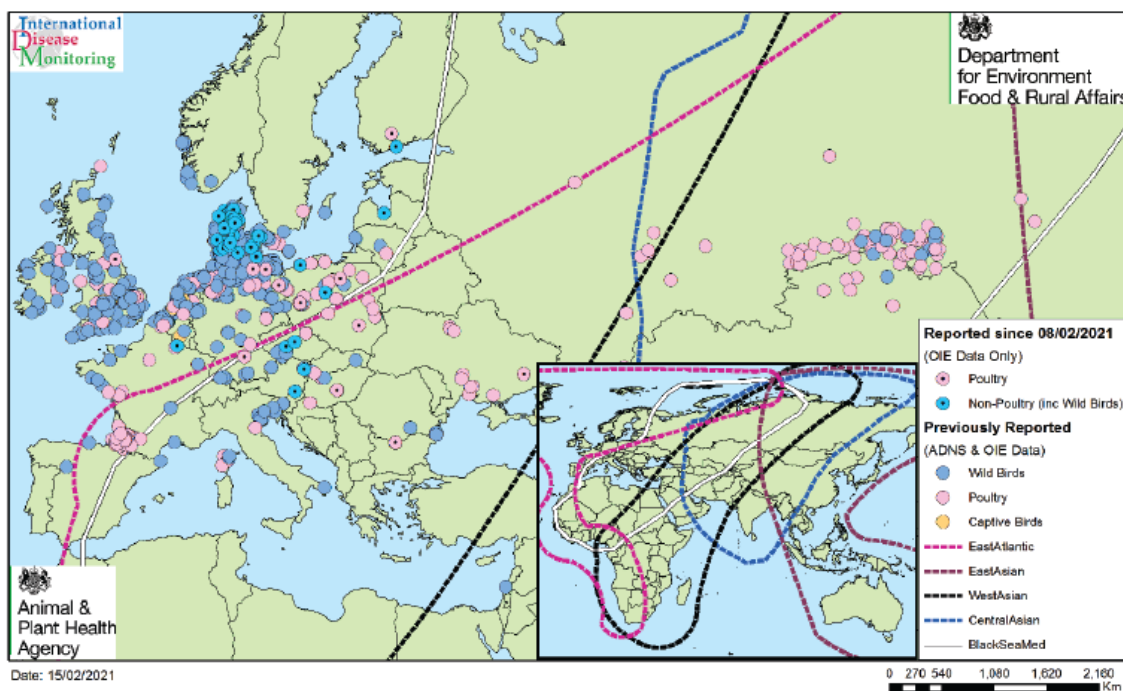 International
Disease
Monitoring
Department
for Environment
Food & Rural Affairs
Reported since 08/02/2021
(OIE Data Only)
Poultry
Non-Poultry (inc Wild Birds)
Previously Reported
(ADNS & OIE Data)
Wild Birds
Poultry
Captive Birds
EastAtlantic
EastAsian
WestAsian
CentralAsian
BlackSeaMed
Animal &
Plant Health
Agency
Date: 15/02/2021
0 270 540 1,080 1,620 2,160
Km